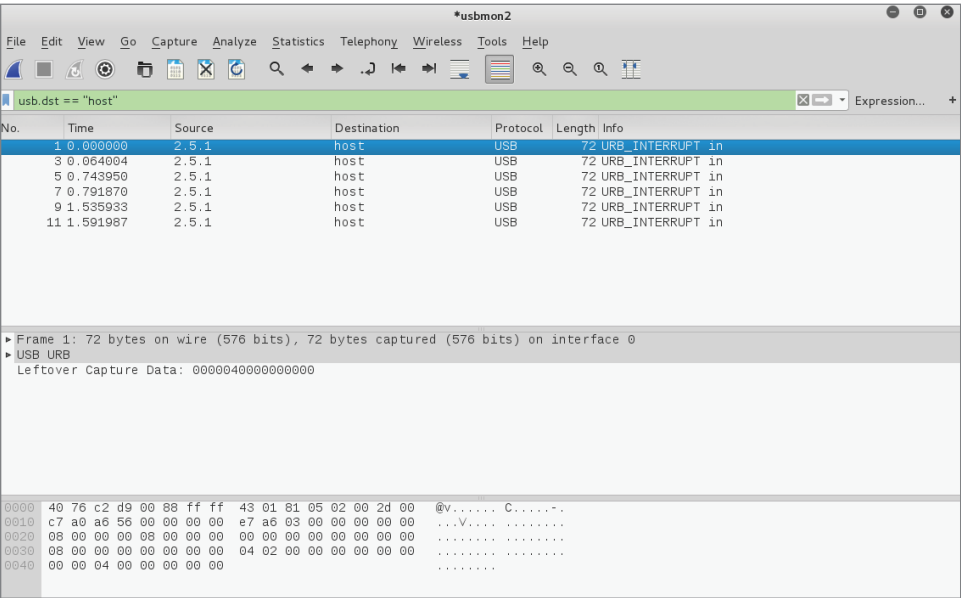 *usbmon2
File Edit View Go Capture Analyze Statistics Telephony Wireless Tools Help
usb.dst == "host" Expression... +
No. Time Source Destination Protocol Length Info
1 0.000000 2.5.1 host USB 72 URB_INTERRUPT in
3 0.064004 2.5.1 host USB 72 URB_INTERRUPT in
5 0.743950 2.5.1 host USB 72 URB_INTERRUPT in
7 0.791870 2.5.1 host USB 72 URB_INTERRUPT in
9 1.535933 2.5.1 host USB 72 URB_INTERRUPT in
11 1.591987 2.5.1 host USB 72 URB_INTERRUPT in
Frame 1: 72 bytes on wire (576 bits), 72 bytes captured (576 bits) on interface 0
USB URB
Leftover Capture Data: 0000040000000000
0000 40 76 c2 d9 00 88 ff ff 43 01 81 05 02 00 2d 00 @v...... C.....-.
0010 c7 a0 a6 56 00 00 00 00 e7 a6 03 00 00 00 00 00 ...V.... ........
0020 08 00 00 00 08 00 00 00 00 00 00 00 00 00 00 00 ........ ........
0030 08 00 00 00 00 00 00 00 04 02 00 00 00 00 00 00 ........ ........
0040 00 00 04 00 00 00 00 00 ........